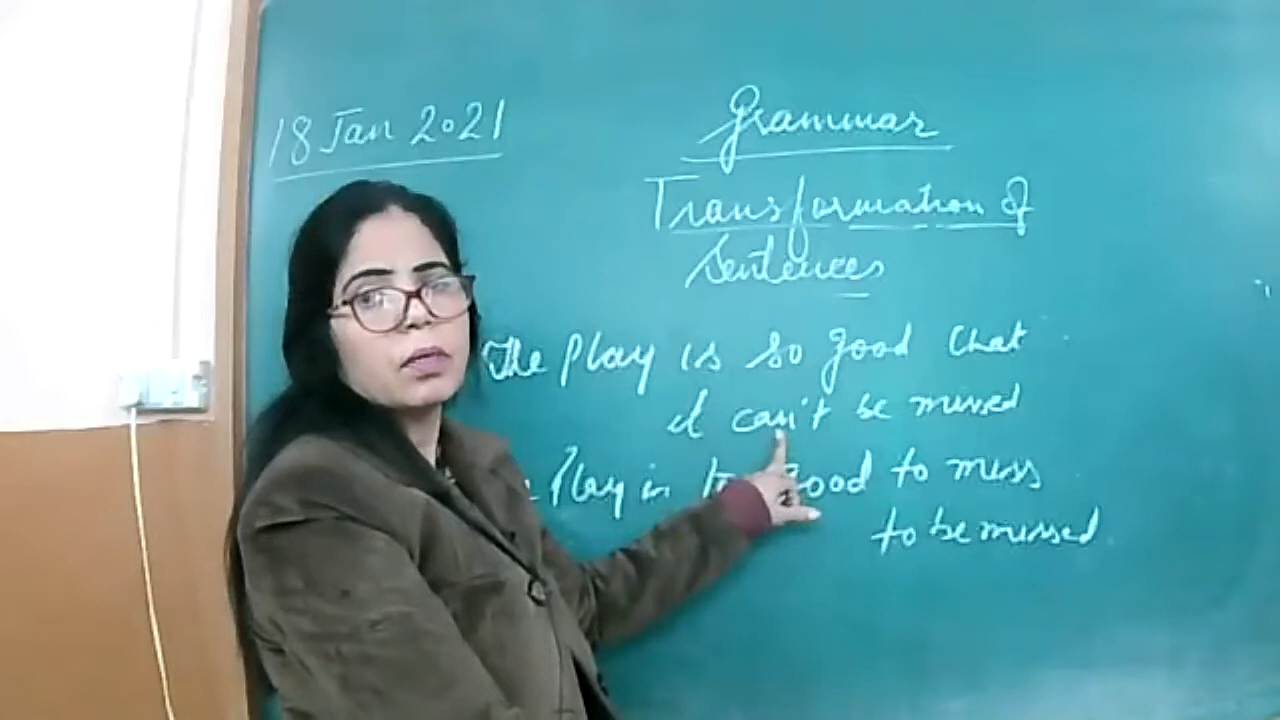 18 Jan 2021
Grammar
Transformation of
Sentences
The Play is so good that
it can't be missed
Play is good to miss
to be missed